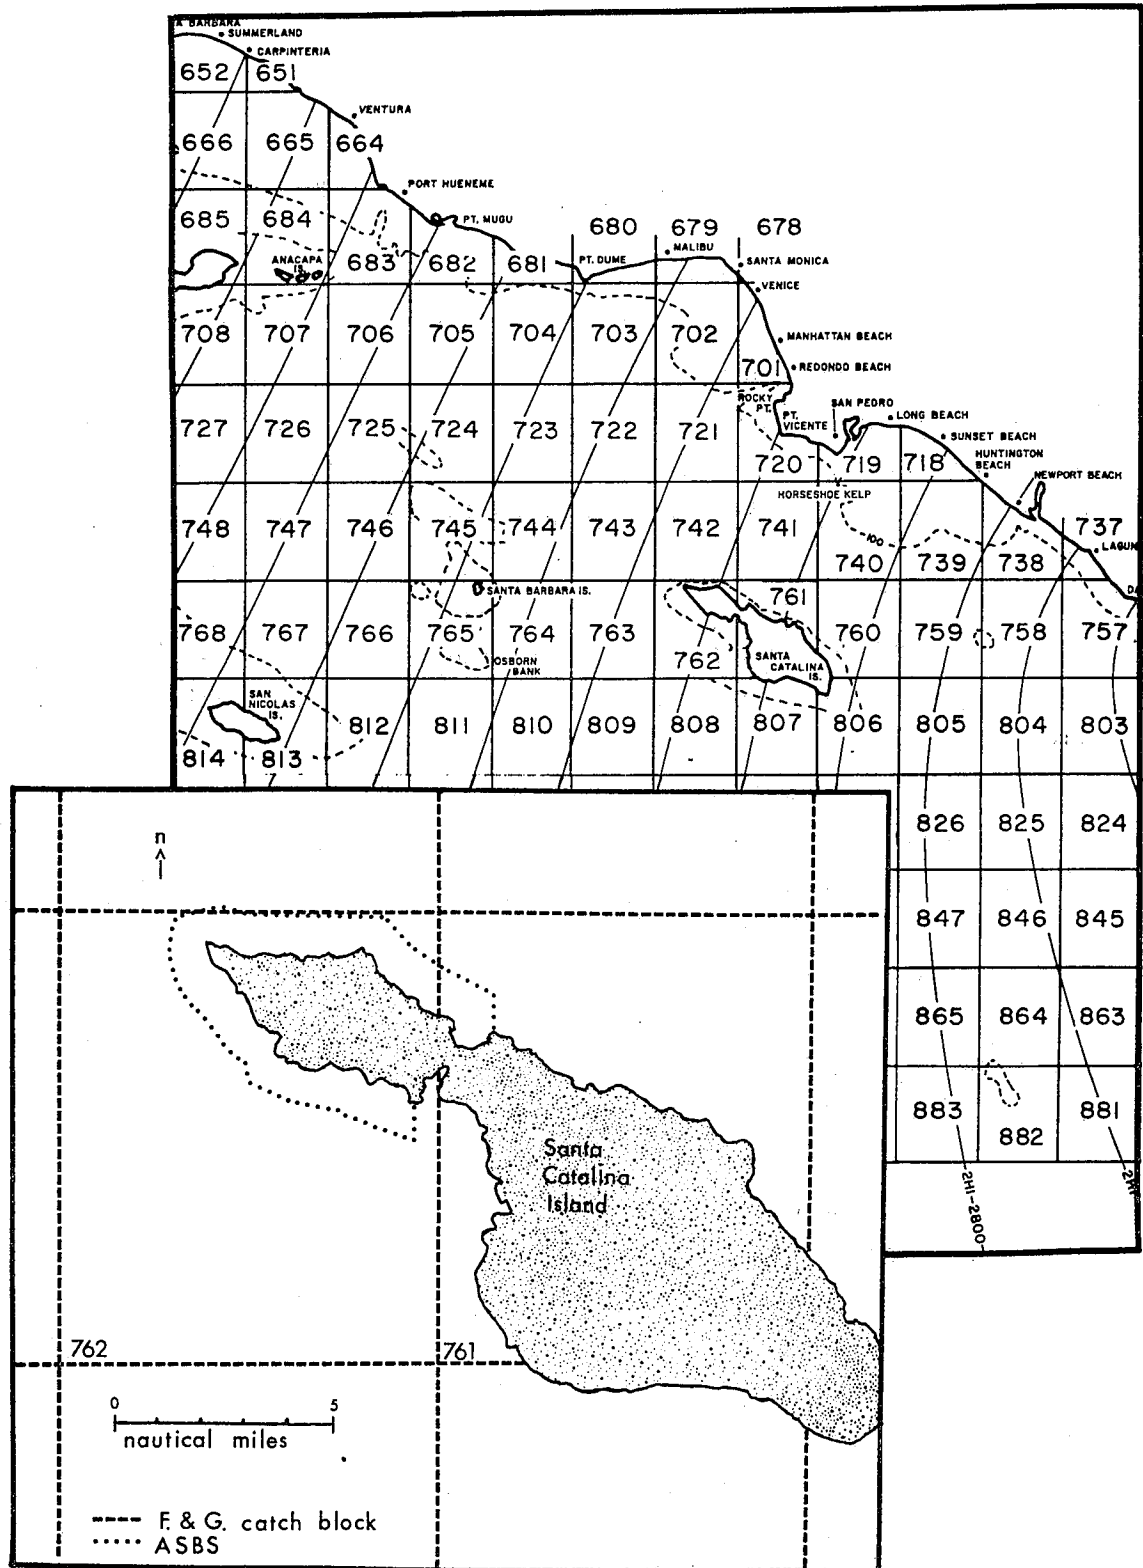 A BARBARA
SUMMERLAND
CARPINTERIA
652 651
VENTURA
666 665 664
PORT HUENEME
685 684
PT. MUGU
680 679 678
MALIBU
ANACAPA
IS.
683 682 681
PT. DUME
SANTA MONICA
VENICE
708 707 706 705 704 703 702
MANHATTAN BEACH
701
REDONDO BEACH
ROCKY
PT.
PT.
VICENTE
SAN PEDRO
LONG BEACH
727 726 725 724 723 722 721
SUNSET BEACH
720 719 718
HUNTINGTON
BEACH
NEWPORT BEACH
HORSESHOE KELP
748 747 746 745 744 743 742 741
737
100
LAGUN
740 739 738
SANTA BARBARA IS.
761
DA
768 767 766 765 764 763
760 759 758 757
762
SANTA
CATALINA
IS.
OSBORN
BANK
SAN
NICOLAS
IS.
812 811 810 809 808 807 806 805 804 803
814 813
826 825 824
847 846 845
865 864 863
883 881
882
2HI-2800
2HI
n
Santa
Catalina
Island
762
761
0 5
nautical miles
F. & G. catch block
ASBS